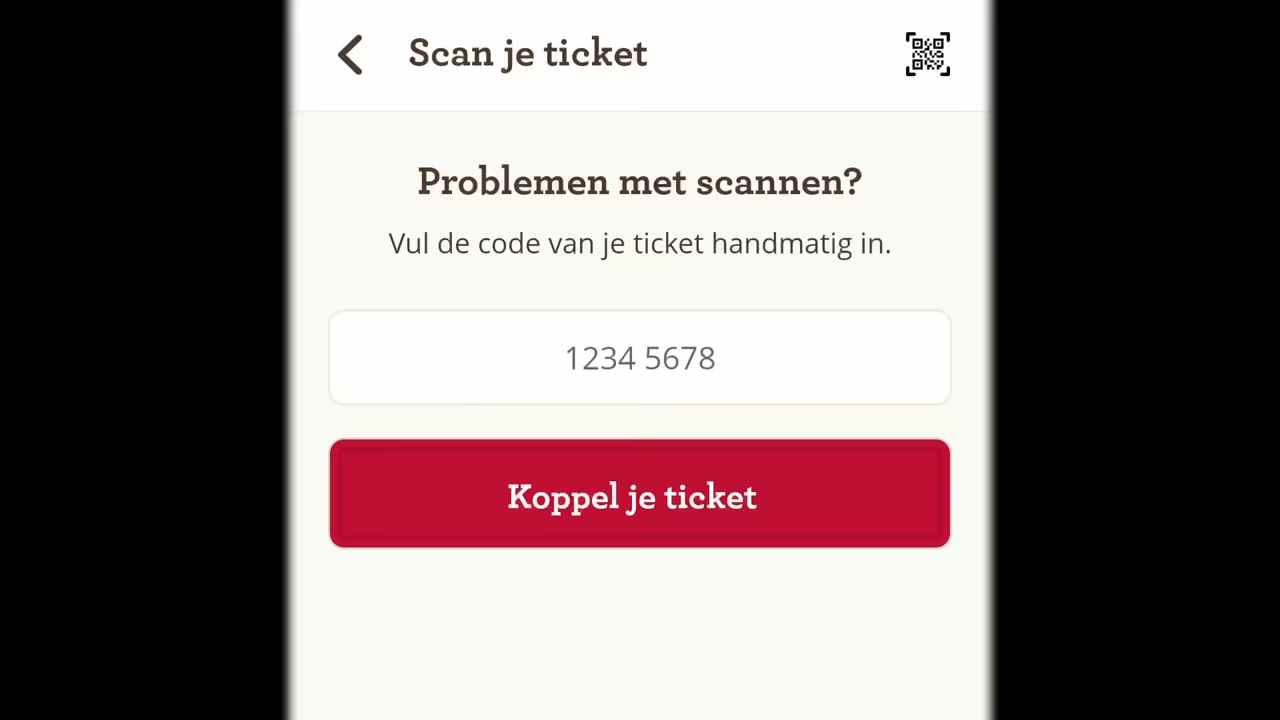 Scan je ticket
Problemen met scannen?
Vul de code van je ticket handmatig in.
1234 5678
Koppel je ticket